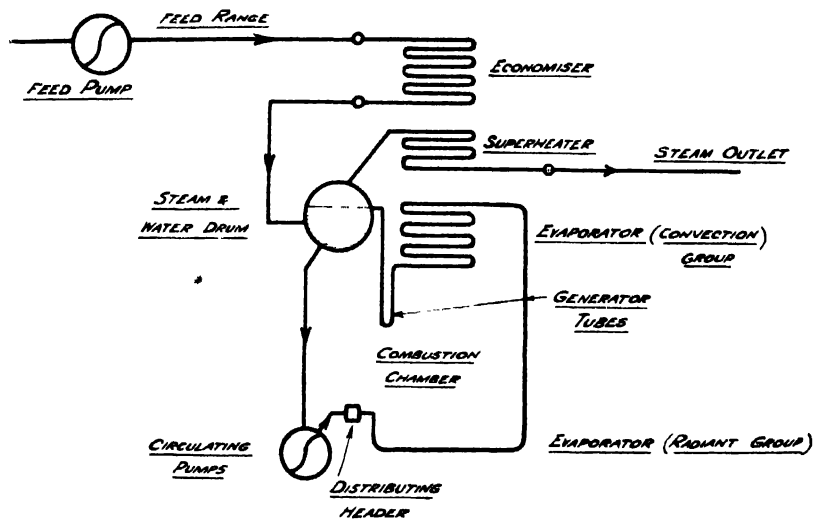 FEED RANGE
FEED PUMP
ECONOMISER
SUPERHEATER
STEAM OUTLET
STEAM &
WATER DRUM
EVAPORATOR (CONVECTION)
GROUP
GENERATOR
TUBES
COMBUSTION
CHAMBER
CIRCULATING
PUMPS
EVAPORATOR (RADIANT GROUP)
DISTRIBUTING
HEADER